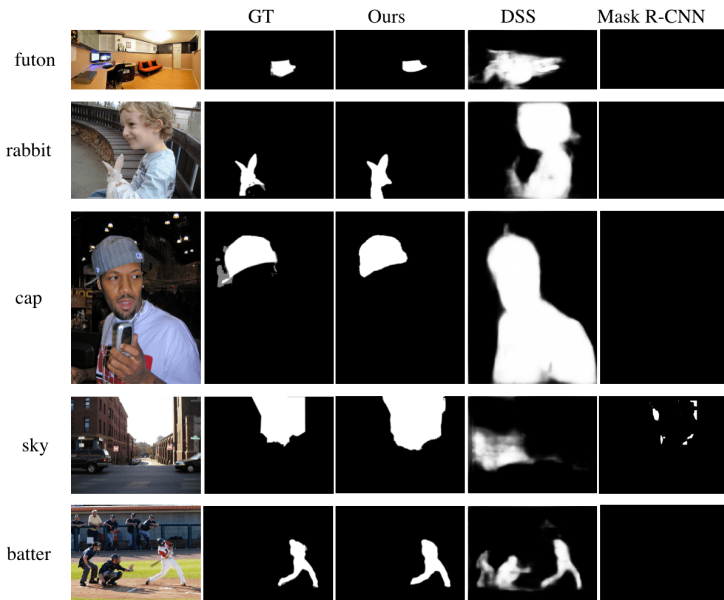 GT Ours DSS Mask R-CNN
futon
rabbit
cap
sky
batter